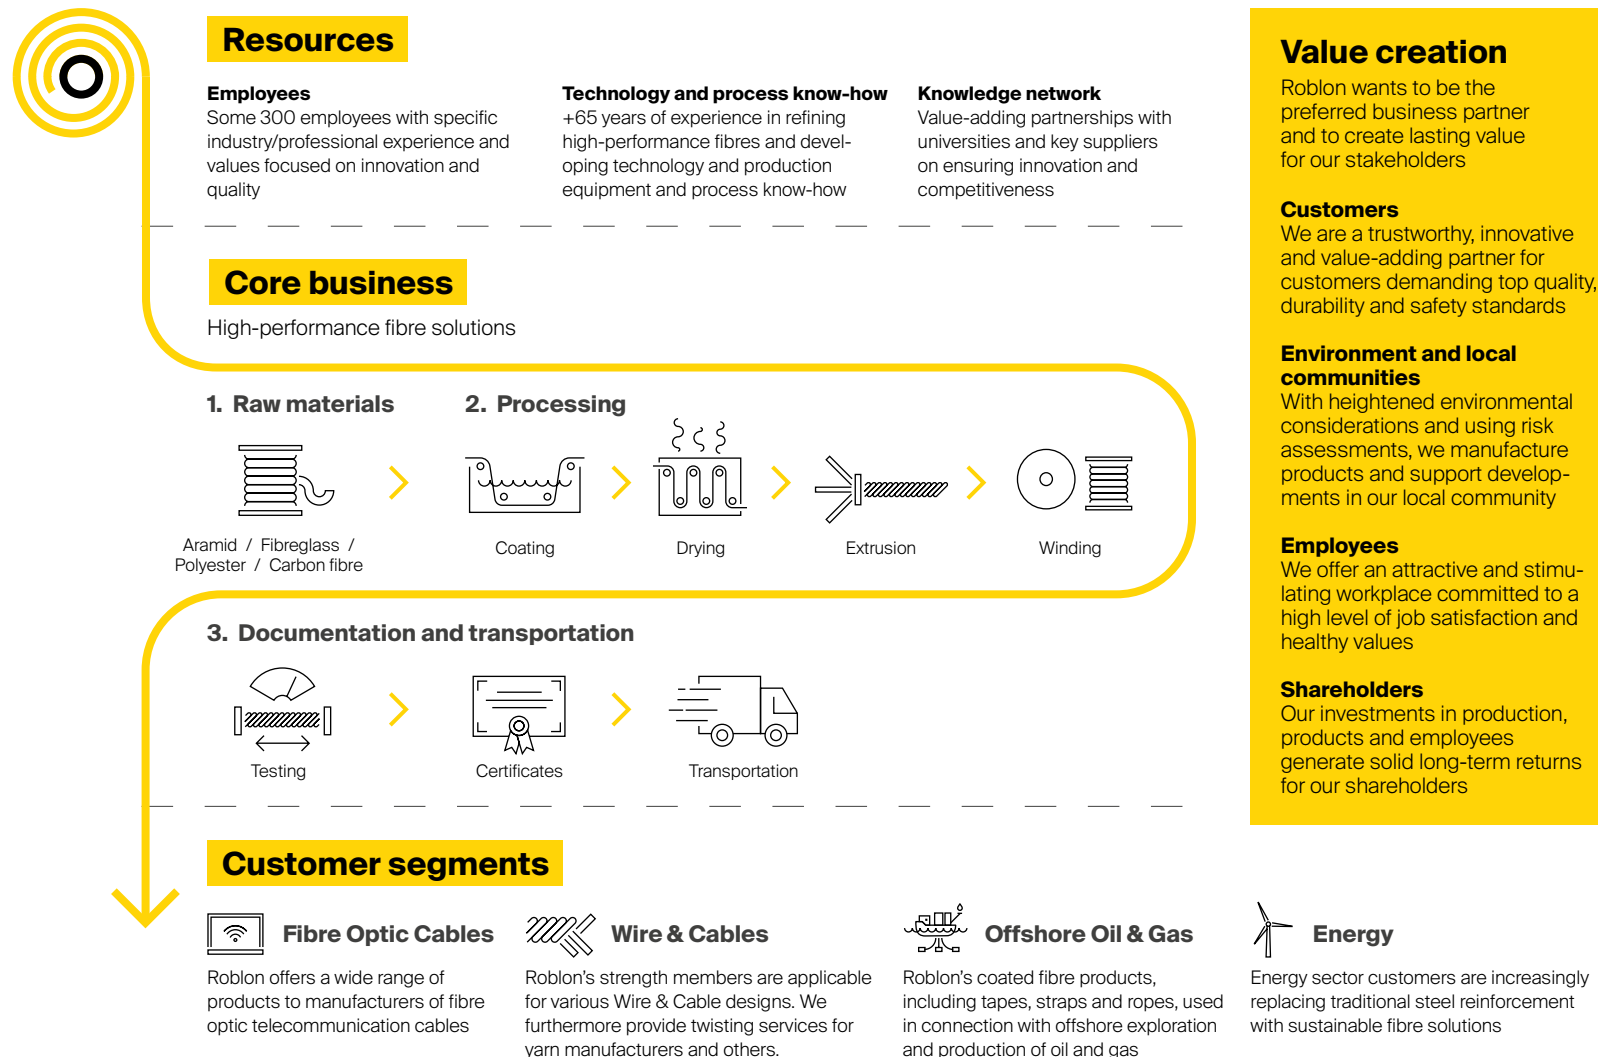 Resources
Employees
Some 300 employees with specific
industry/professional experience and
values focused on innovation and
quality
Technology and process know-how
+65 years of experience in refining
high-performance fibres and devel-
oping technology and production
equipment and process know-how
Knowledge network
Value-adding partnerships with
universities and key suppliers
on ensuring innovation and
competitiveness
Core business
High-performance fibre solutions
1. Raw materials
Aramid / Fibreglass /
Polyester / Carbon fibre
2. Processing
Coating
Drying
Extrusion
Winding
3. Documentation and transportation
Testing
Certificates
Transportation
Customer segments
Fibre Optic Cables
Roblon offers a wide range of
products to manufacturers of fibre
optic telecommunication cables
Wire & Cables
Roblon's strength members are applicable
for various Wire & Cable designs. We
furthermore provide twisting services for
yarn manufacturers and others.
Offshore Oil & Gas
Roblon's coated fibre products,
including tapes, straps and ropes, used
in connection with offshore exploration
and production of oil and gas
Energy
Energy sector customers are increasingly
replacing traditional steel reinforcement
with sustainable fibre solutions
Value creation
Roblon wants to be the
preferred business partner
and to create lasting value
for our stakeholders
Customers
We are a trustworthy, innovative
and value-adding partner for
customers demanding top quality,
durability and safety standards
Environment and local
communities
With heightened environmental
considerations and using risk
assessments, we manufacture
products and support develop-
ments in our local community
Employees
We offer an attractive and stimu-
lating workplace committed to a
high level of job satisfaction and
healthy values
Shareholders
Our investments in production,
products and employees
generate solid long-term returns
for our shareholders